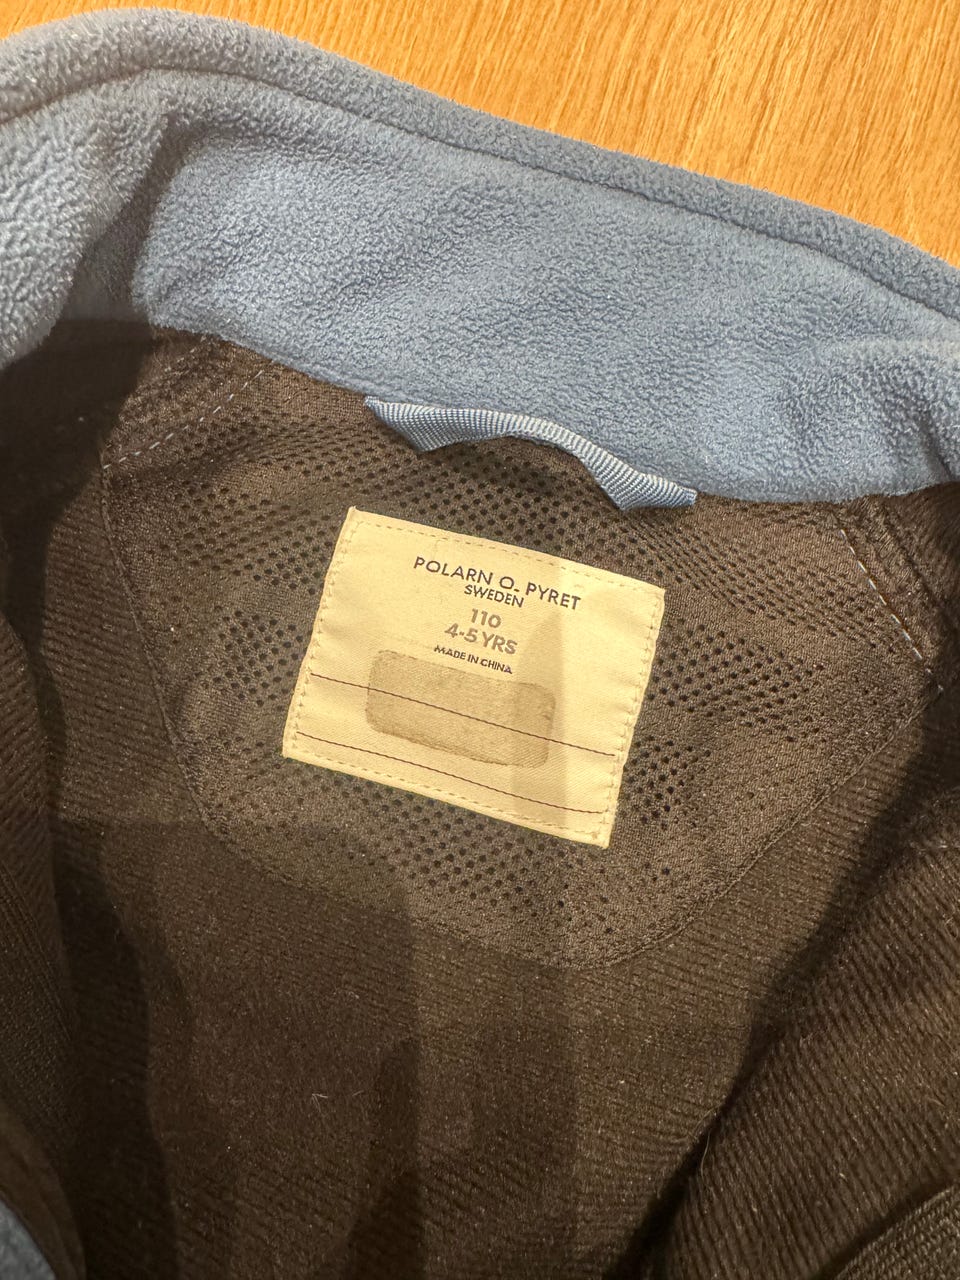 POLARN O. PYRET
SWEDEN
110
4-5 YRS
MADE IN CHINA